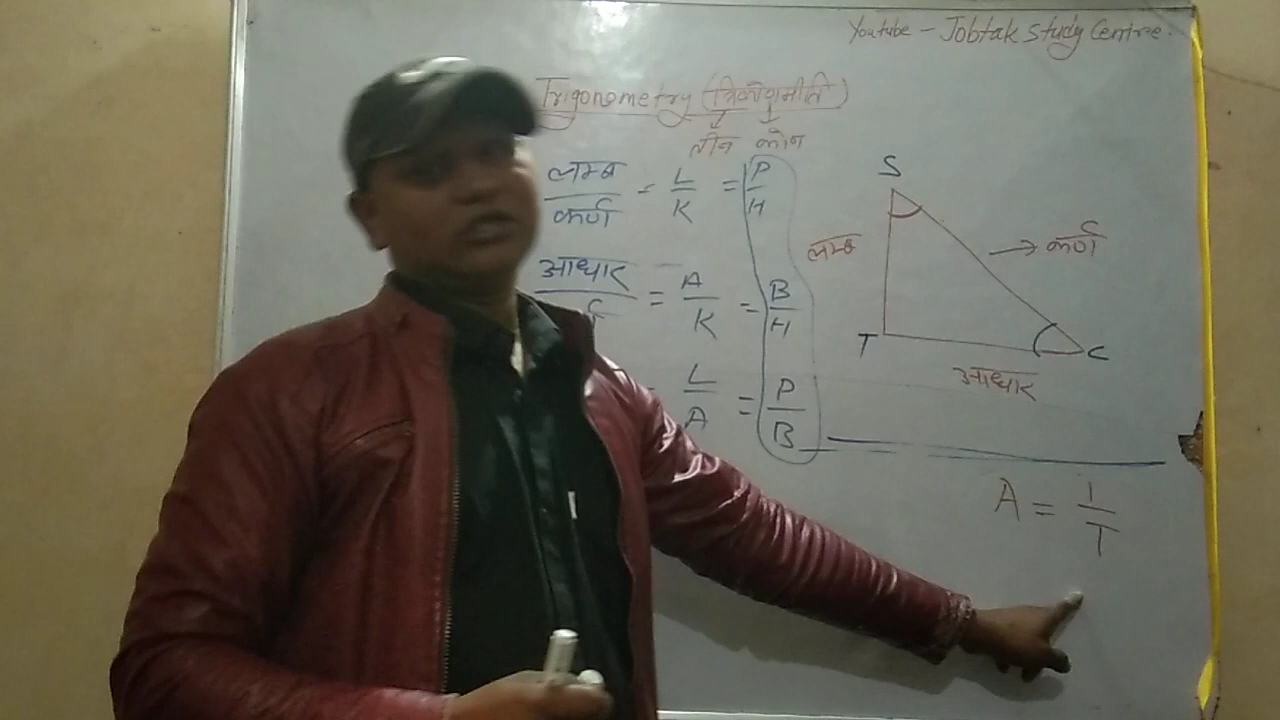 Youtube - Jobtak Study Centre.
Trigonometry (त्रिकोणमीति)
तीन कोन
लम्ब/कर्ण = L/K = P/H
आधार/ = A/K = B/H
L/A = P/B
S
लम्ब
कर्ण
T
C
आधार
A = 1/T